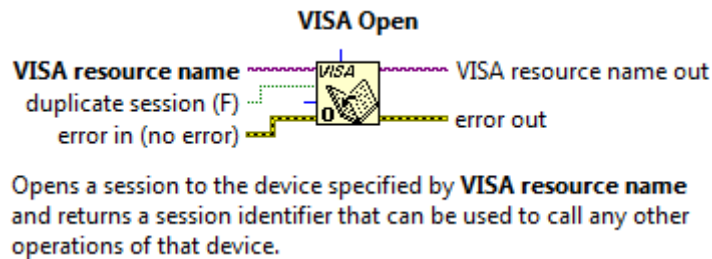 VISA Open
VISA resource name
VISA
VISA resource name out
duplicate session (F)
0
error in (no error)
error out
Opens a session to the device specified by VISA resource name
and returns a session identifier that can be used to call any other
operations of that device.